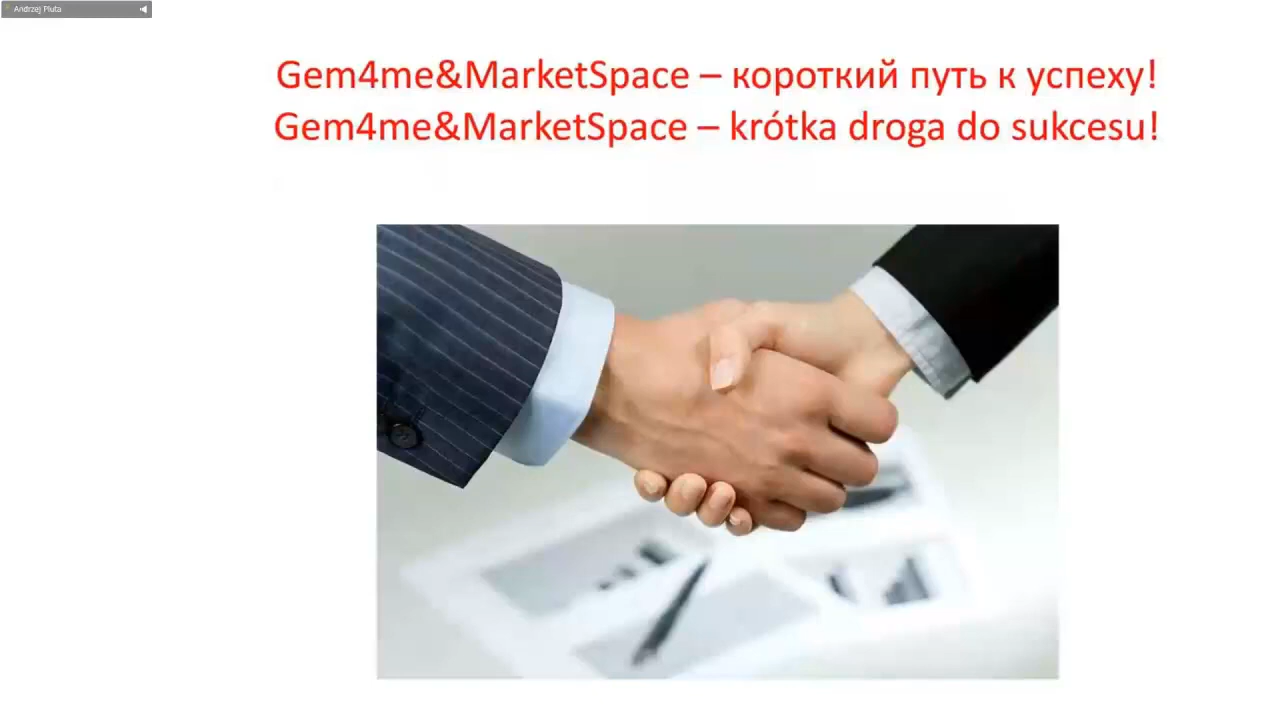 Andrzej Pluta
Gem4me&MarketSpace – короткий путь к успеху!
Gem4me&MarketSpace – krótka droga do sukcesu!